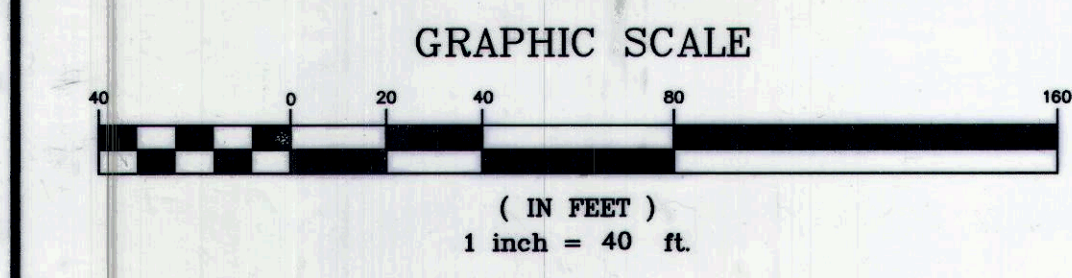 GRAPHIC SCALE
40 0 20 40 80 160
( IN FEET )
1 inch = 40 ft.